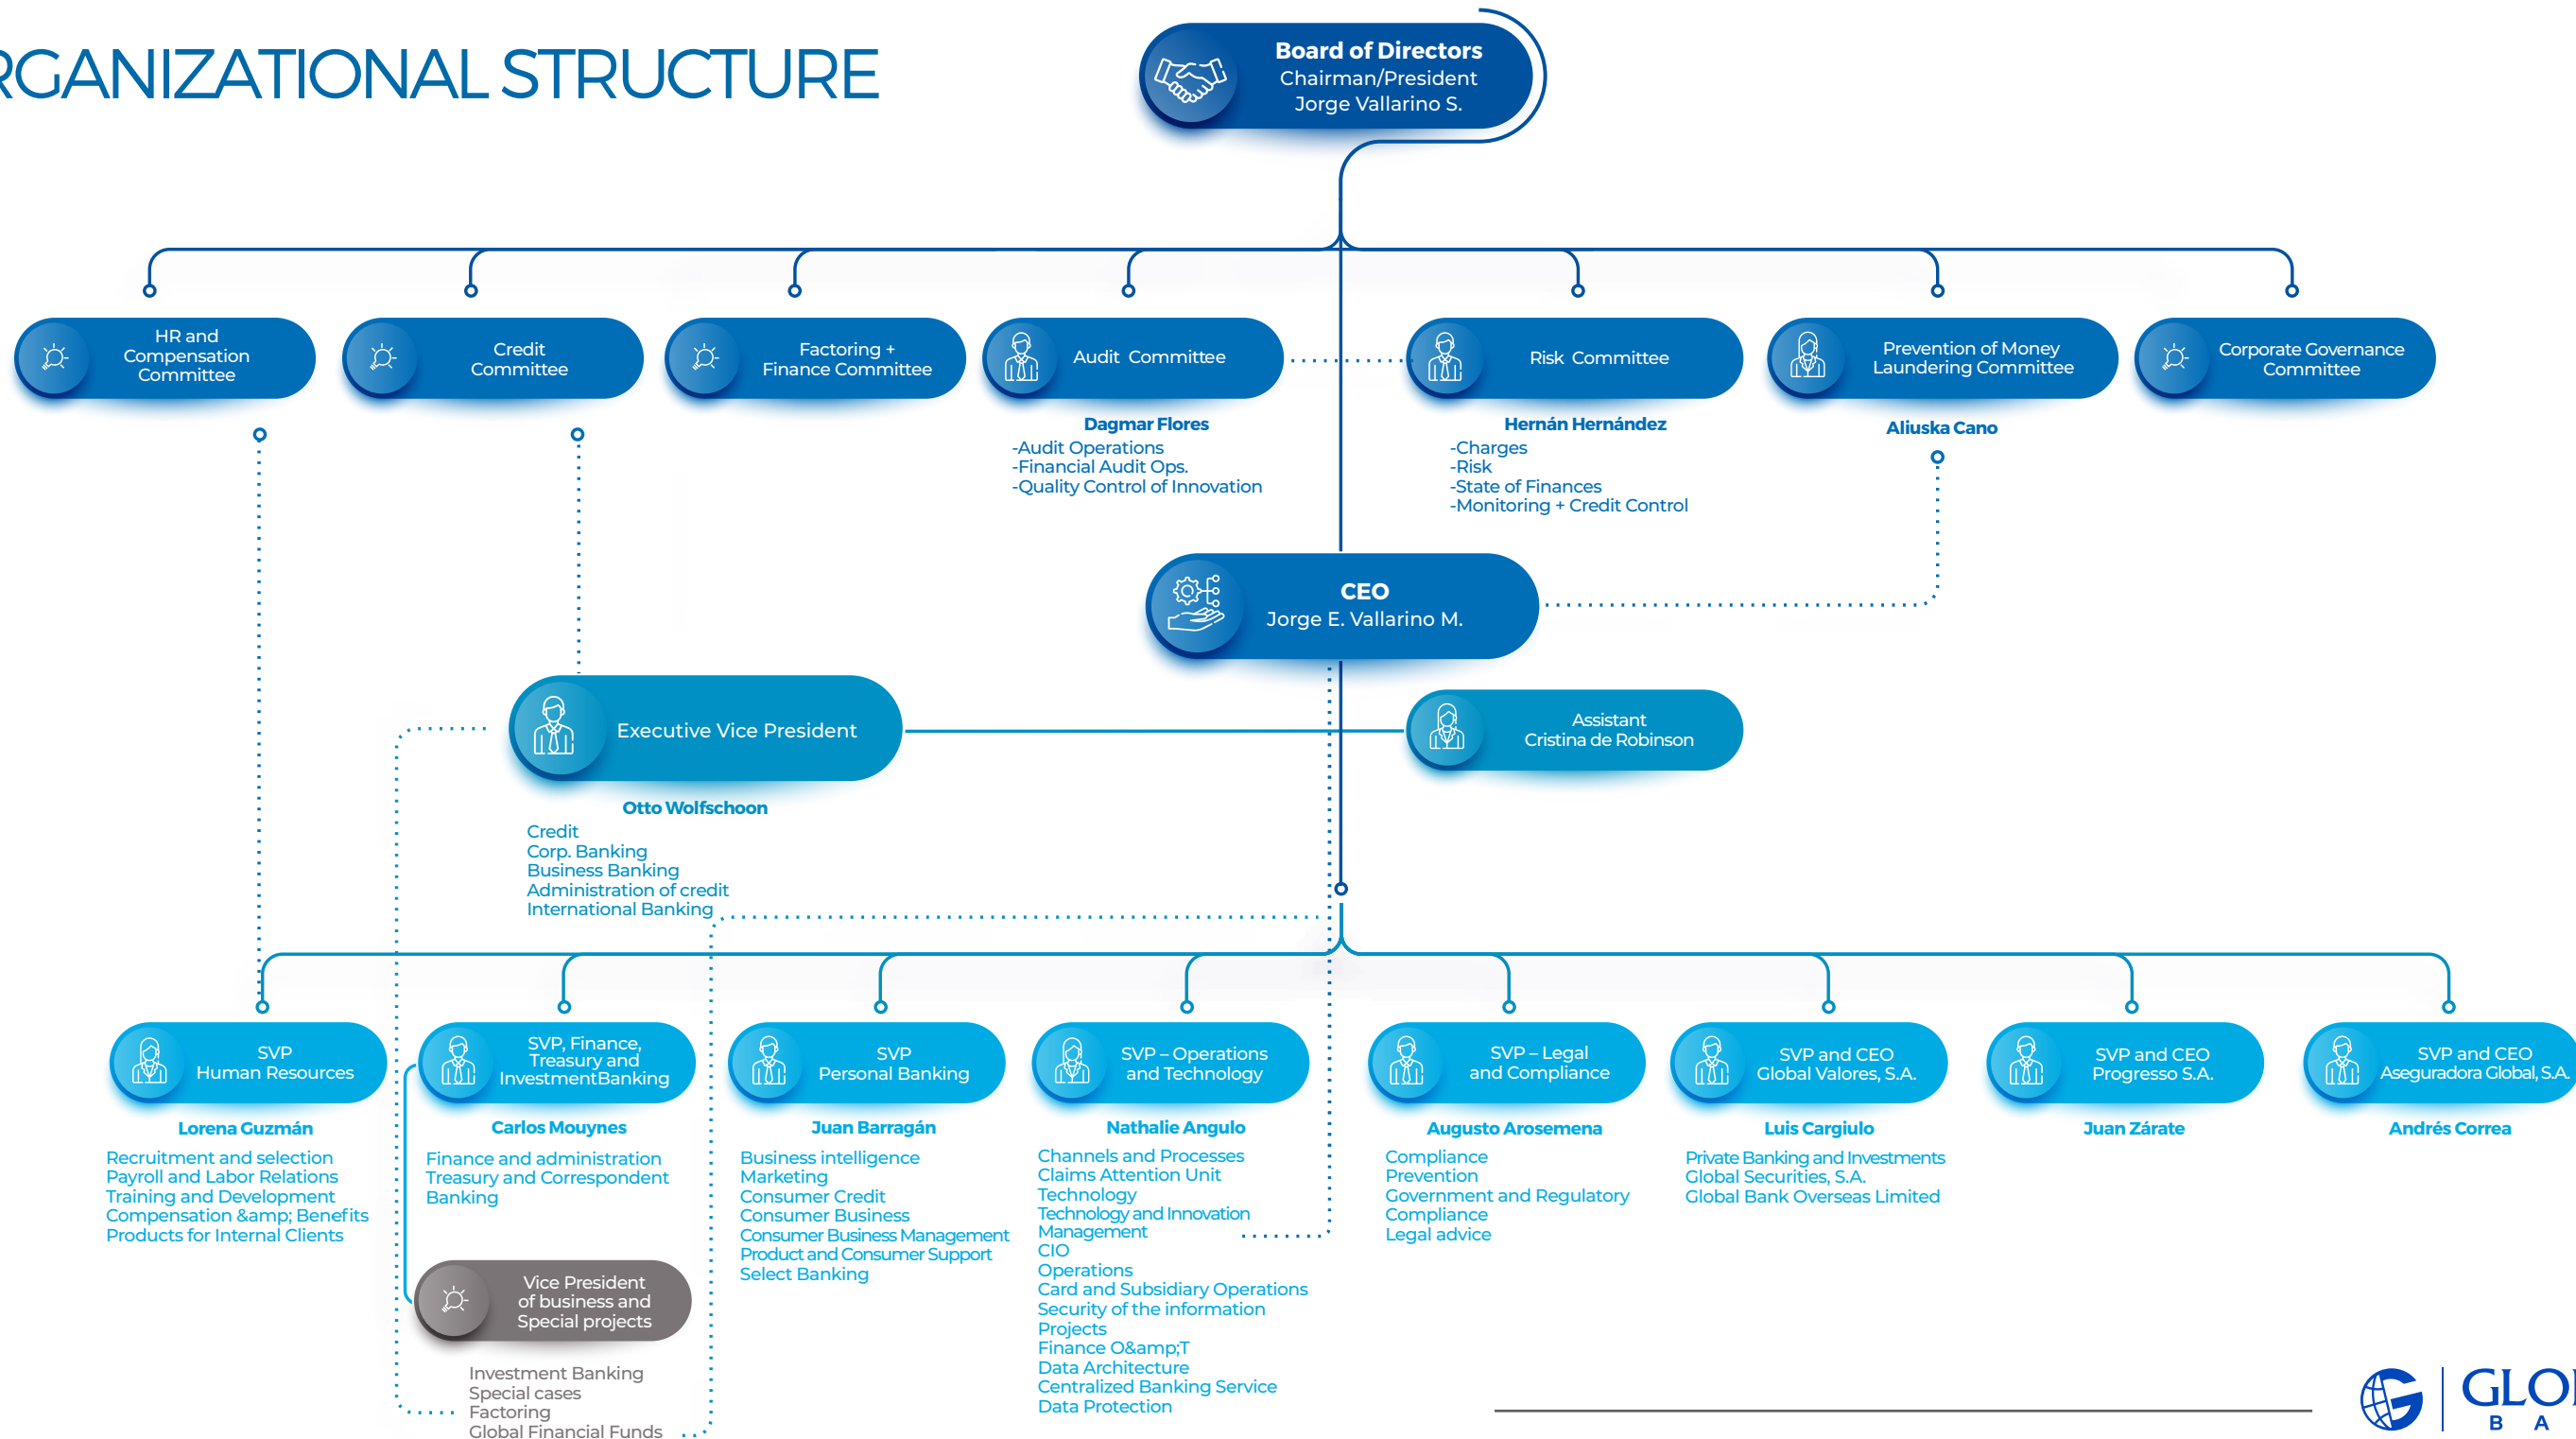 RGANIZATIONAL STRUCTURE
Board of Directors
Chairman/President
Jorge Vallarino S.
HR and
Compensation
Committee
Credit
Committee
Factoring +
Finance Committee
Audit Committee
Risk Committee
Prevention of Money
Laundering Committee
Corporate Governance
Committee
Dagmar Flores
-Audit Operations
-Financial Audit Ops.
-Quality Control of Innovation
Hernán Hernández
-Charges
-Risk
-State of Finances
-Monitoring + Credit Control
Aliuska Cano
CEO
Jorge E. Vallarino M.
Executive Vice President
Assistant
Cristina de Robinson
Otto Wolfschoon
Credit
Corp. Banking
Business Banking
Administration of credit
International Banking
SVP
Human Resources
Lorena Guzmán
Recruitment and selection
Payroll and Labor Relations
Training and Development
Compensation &amp; Benefits
Products for Internal Clients
SVP, Finance,
Treasury and
InvestmentBanking
Carlos Mouynes
Finance and administration
Treasury and Correspondent
Banking
Vice President
of business and
Special projects
Investment Banking
Special cases
Factoring
Global Financial Funds
SVP
Personal Banking
Juan Barragán
Business intelligence
Marketing
Consumer Credit
Consumer Business
Consumer Business Management
Product and Consumer Support
Select Banking
SVP – Operations
and Technology
Nathalie Angulo
Channels and Processes
Claims Attention Unit
Technology
Technology and Innovation
Management
CIO
Operations
Card and Subsidiary Operations
Security of the information
Projects
Finance O&amp;T
Data Architecture
Centralized Banking Service
Data Protection
SVP – Legal
and Compliance
Augusto Arosemena
Compliance
Prevention
Government and Regulatory
Compliance
Legal advice
SVP and CEO
Global Valores, S.A.
Luis Cargiulo
Private Banking and Investments
Global Securities, S.A.
Global Bank Overseas Limited
SVP and CEO
Progresso S.A.
Juan Zárate
SVP and CEO
Aseguradora Global, S.A.
Andrés Correa
GLO
B A